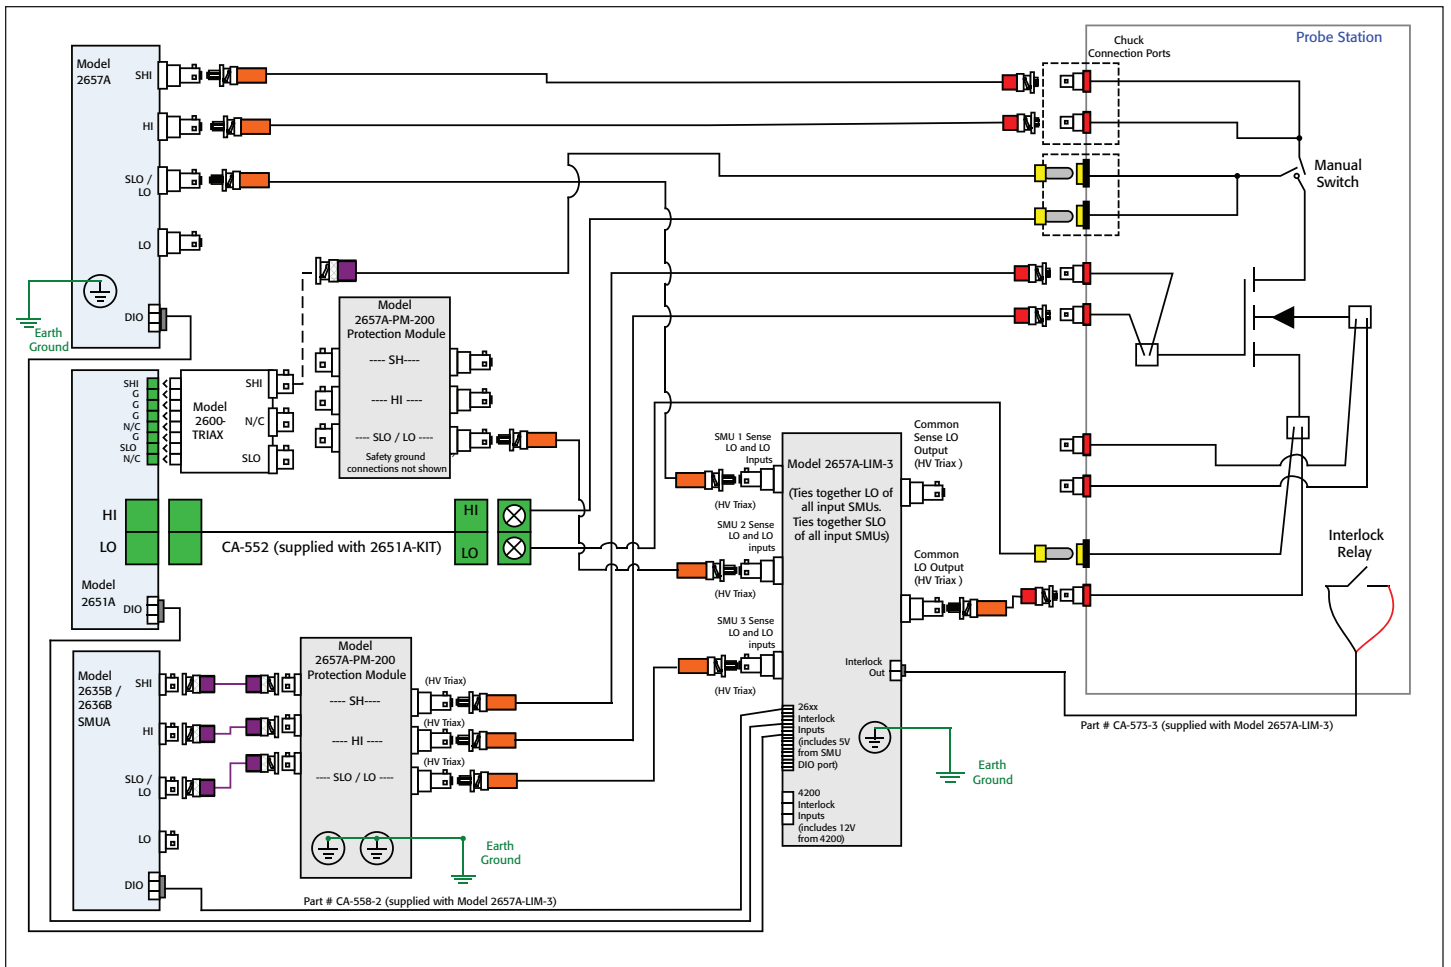 Model
2657A
SHI
HI
SLO /
LO
LO
DIO
Earth
Ground
Model
2657A-PM-200
Protection Module
---- SH----
---- HI ----
---- SLO / LO ----
Safety ground
connections not shown
SHI
G
G
G
N/C
G
SLO
N/C
Model
2600-
TRIAX
SHI
N/C
SLO
HI
LO
CA-552 (supplied with 2651A-KIT)
HI
LO
Model
2651A
DIO
Model
2635B /
2636B
SMUA
SHI
HI
SLO /
LO
LO
DIO
Model
2657A-PM-200
Protection Module
---- SH----
---- HI ----
---- SLO / LO ----
(HV Triax)
(HV Triax)
(HV Triax)
Earth
Ground
Part # CA-558-2 (supplied with Model 2657A-LIM-3)
SMU 1 Sense
LO and LO
Inputs
(HV Triax)
SMU 2 Sense
LO and LO
inputs
(HV Triax)
SMU 3 Sense
LO and LO
inputs
(HV Triax)
Model 2657A-LIM-3
(Ties together LO of
all input SMUs.
Ties together SLO
of all input SMUs)
Common
Sense LO
Output
(HV Triax )
Common
LO Output
(HV Triax )
Interlock
Out
26xx
Interlock
Inputs
(includes 5V
from SMU
DIO port)
4200
Interlock
Inputs
(includes 12V
from 4200)
Earth
Ground
Chuck
Connection Ports
Probe Station
Manual
Switch
Interlock
Relay
Part # CA-573-3 (supplied with Model 2657A-LIM-3)